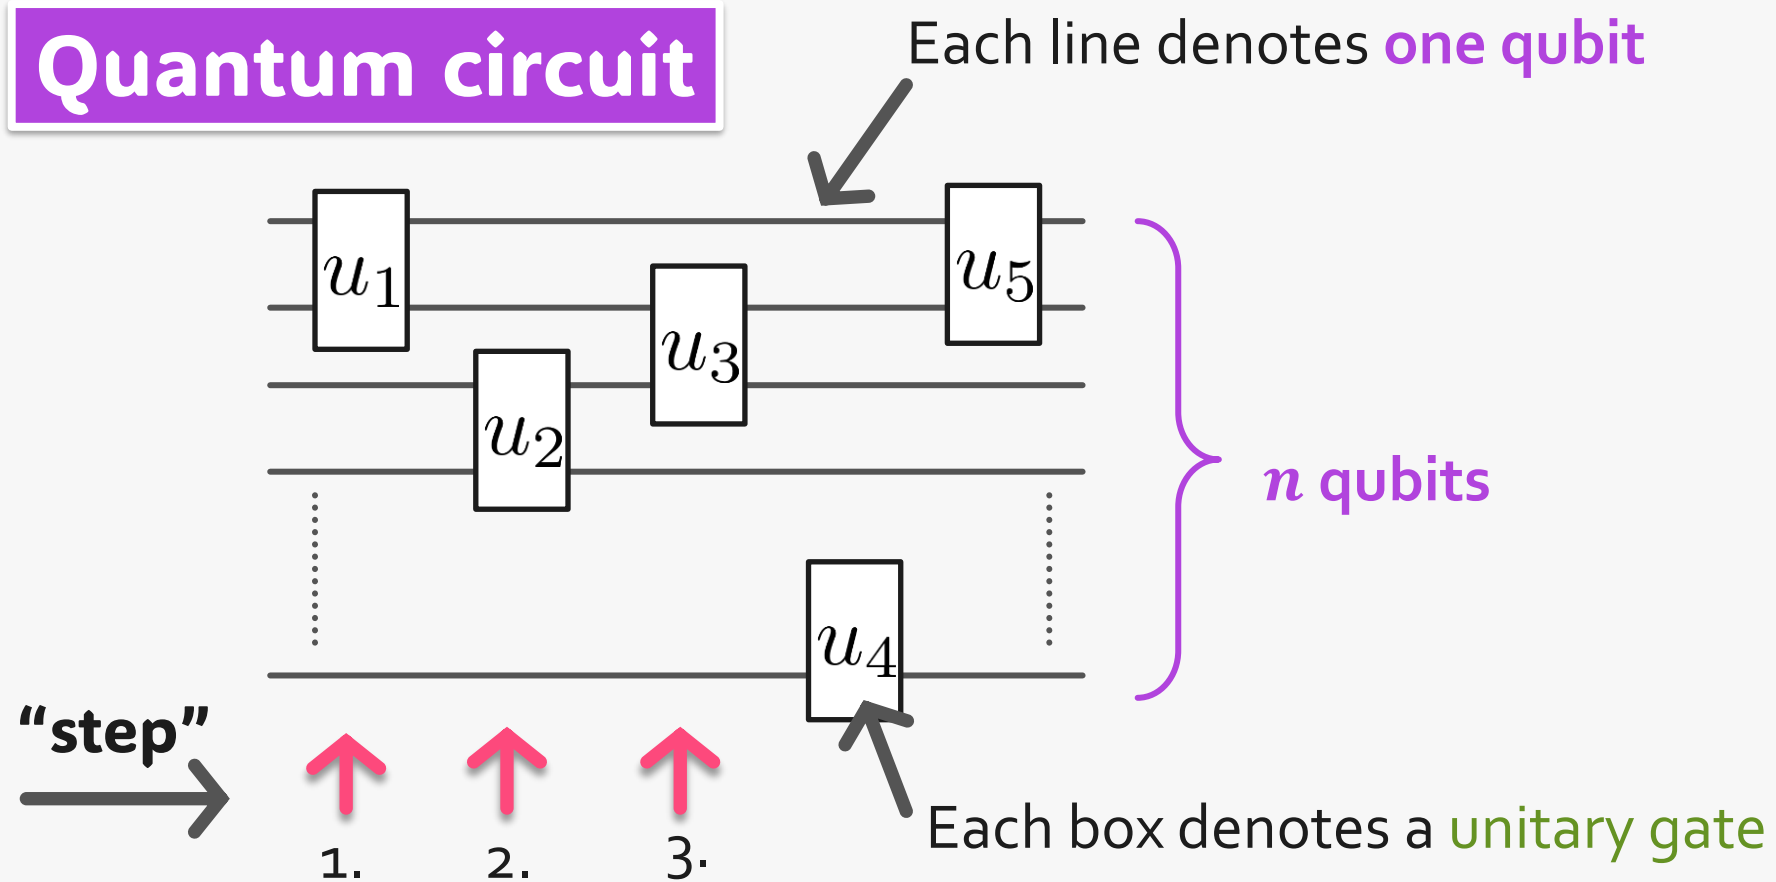 Quantum circuit
Each line denotes one qubit
u₁
u₅
u₃
u₂
n qubits
u₄
“step”
1.
2.
3.
Each box denotes a unitary gate